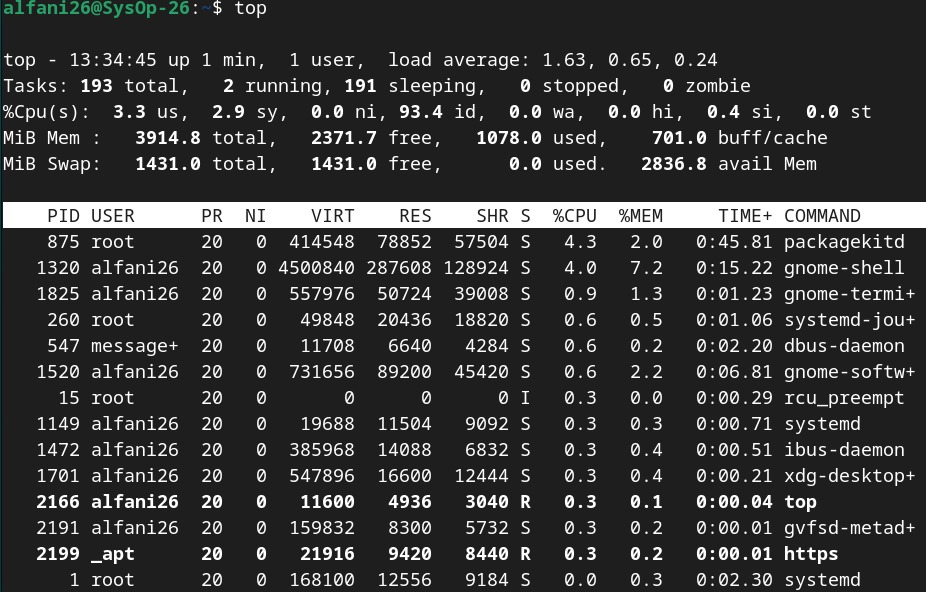 alfani26@SysOp-26:~$ top
top - 13:34:45 up 1 min,  1 user,  load average: 1.63, 0.65, 0.24
Tasks: 193 total,   2 running, 191 sleeping,   0 stopped,   0 zombie
%Cpu(s):  3.3 us,  2.9 sy,  0.0 ni, 93.4 id,  0.0 wa,  0.0 hi,  0.4 si,  0.0 st
MiB Mem :   3914.8 total,   2371.7 free,   1078.0 used,    701.0 buff/cache
MiB Swap:   1431.0 total,   1431.0 free,      0.0 used.   2836.8 avail Mem
    PID USER      PR  NI    VIRT    RES    SHR S  %CPU  %MEM     TIME+ COMMAND
    875 root      20   0  414548  78852  57504 S   4.3   2.0   0:45.81 packagekitd
   1320 alfani26  20   0 4500840 287608 128924 S   4.0   7.2   0:15.22 gnome-shell
   1825 alfani26  20   0  557976  50724  39008 S   0.9   1.3   0:01.23 gnome-termi+
    260 root      20   0   49848  20436  18820 S   0.6   0.5   0:01.06 systemd-jou+
    547 message+  20   0   11708   6640   4284 S   0.6   0.2   0:02.20 dbus-daemon
   1520 alfani26  20   0  731656  89200  45420 S   0.6   2.2   0:06.81 gnome-softw+
     15 root      20   0       0      0      0 I   0.3   0.0   0:00.29 rcu_preempt
   1149 alfani26  20   0   19688  11504   9092 S   0.3   0.3   0:00.71 systemd
   1472 alfani26  20   0  385968  14088   6832 S   0.3   0.4   0:00.51 ibus-daemon
   1701 alfani26  20   0  547896  16600  12444 S   0.3   0.4   0:00.21 xdg-desktop+
   2166 alfani26  20   0   11600   4936   3040 R   0.3   0.1   0:00.04 top
   2191 alfani26  20   0  159832   8300   5732 S   0.3   0.2   0:00.01 gvfsd-metad+
   2199 _apt      20   0   21916   9420   8440 R   0.3   0.2   0:00.01 https
      1 root      20   0  168100  12556   9184 S   0.0   0.3   0:02.30 systemd